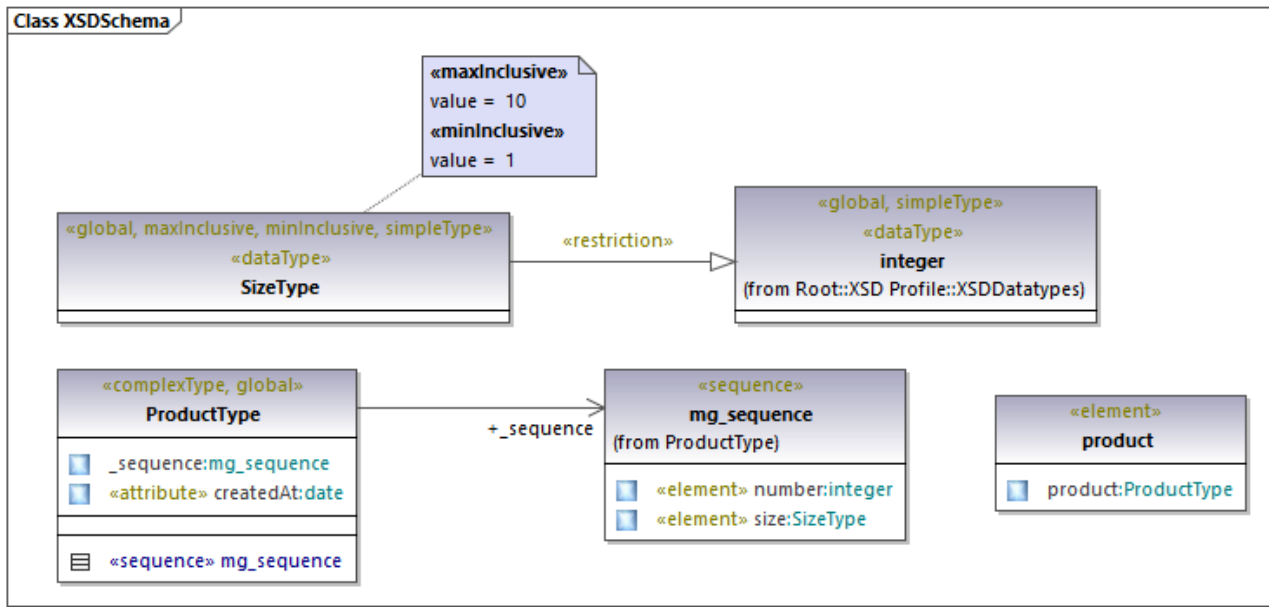 Class XSDSchema
«maxInclusive»
value = 10
«minInclusive»
value = 1
«global, maxInclusive, minInclusive, simpleType»
«dataType»
SizeType
«restriction»
«global, simpleType»
«dataType»
integer
(from Root::XSD Profile::XSDDatatypes)
«complexType, global»
ProductType
_sequence:mg_sequence
«attribute» createdAt:date
«sequence» mg_sequence
+_sequence
«sequence»
mg_sequence
(from ProductType)
«element» number:integer
«element» size:SizeType
«element»
product
product:ProductType